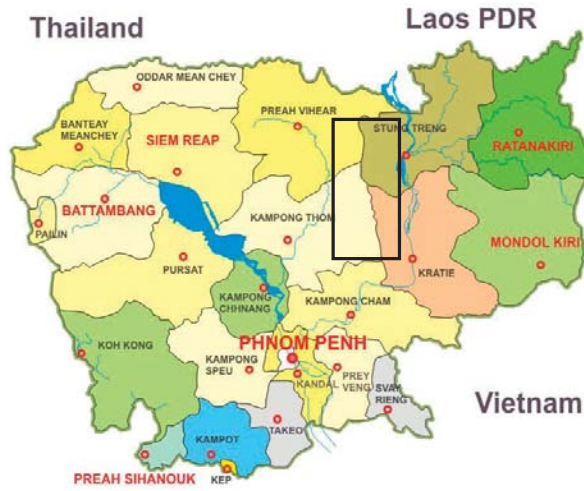 Thailand
Laos PDR
ODDAR MEAN CHEY
BANTEAY
MEANCHEY
PREAH VIHEAR
STUNG TRENG
SIEM REAP
RATANAKIRI
BATTAMBANG
KAMPONG THOM
PAILIN
MONDOL KIRI
PURSAT
KRATIE
KAMPONG
CHHNANG
KAMPONG CHAM
PHNOM PENH
KOH KONG
KAMPONG
SPEU
KANDAL
PREY
VENG
SVAY
RIENG
Vietnam
TAKEO
KAMPOT
PREAH SIHANOUK
KEP